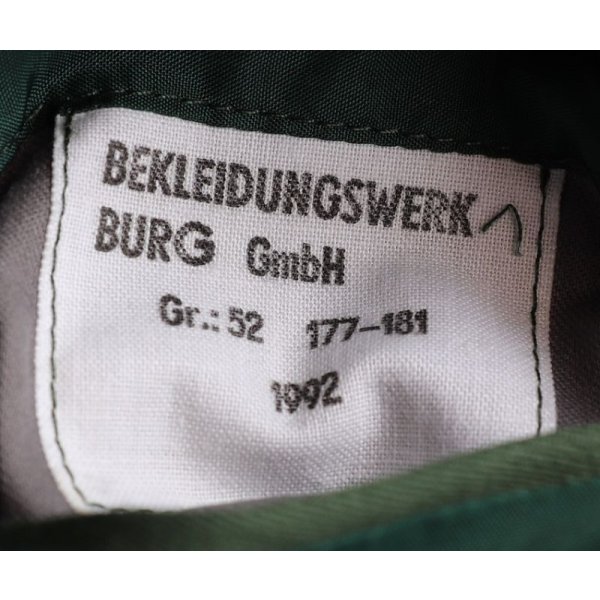 BEKLEIDUNGSWERK
BURG GmbH
Gr.: 52 177-181
1992